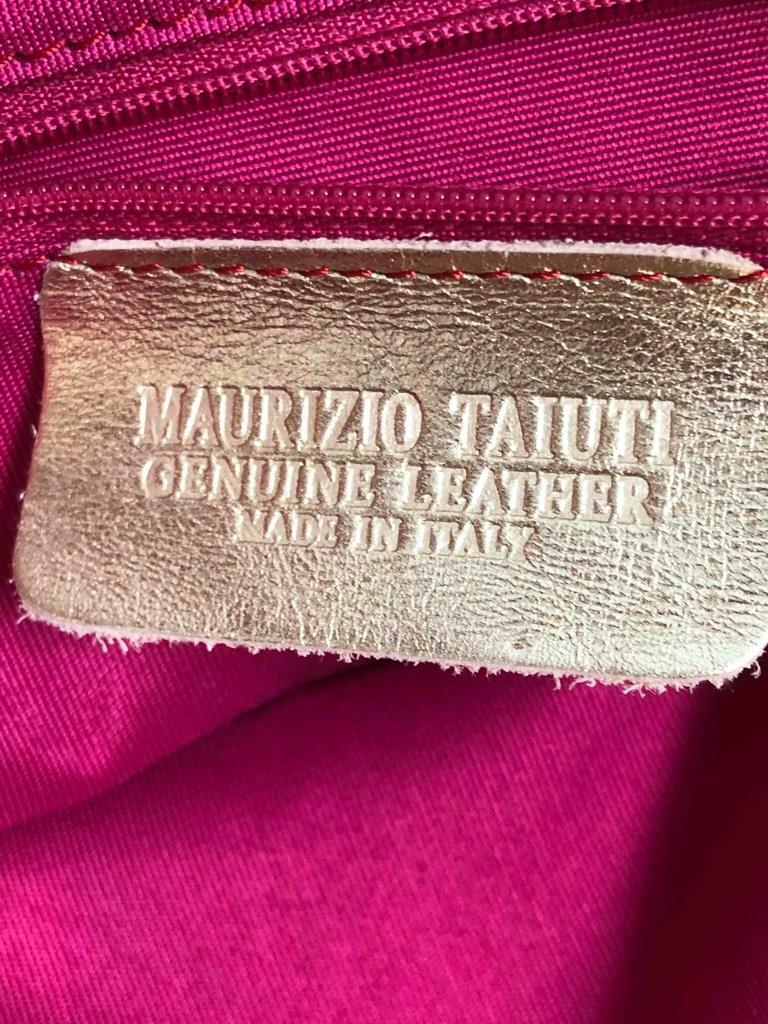 MAURIZIO TAIUTI
GENUINE LEATHER
MADE IN ITALY